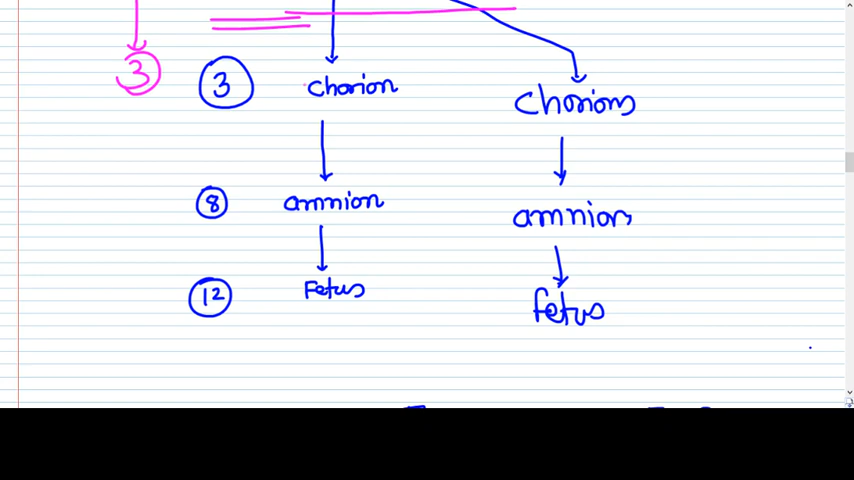 3
3 chorion
chorion
8 amnion
amnion
12 Fetus
fetus